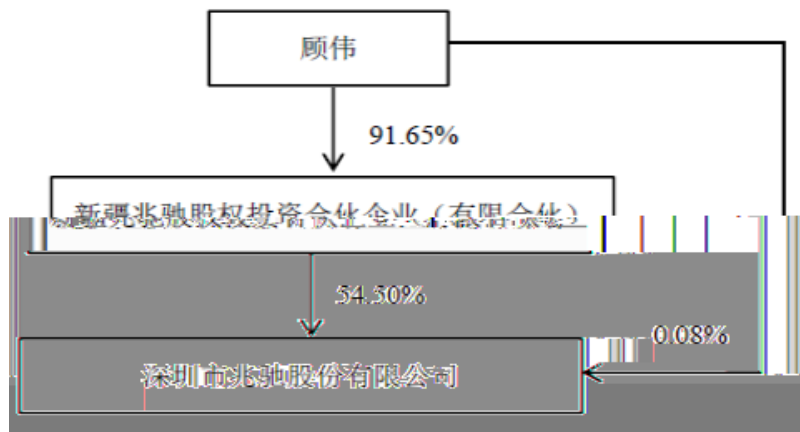 顾伟
91.65%
新疆兆驰股权投资合伙企业（有限合伙）
54.50%
0.08%
深圳市兆驰股份有限公司